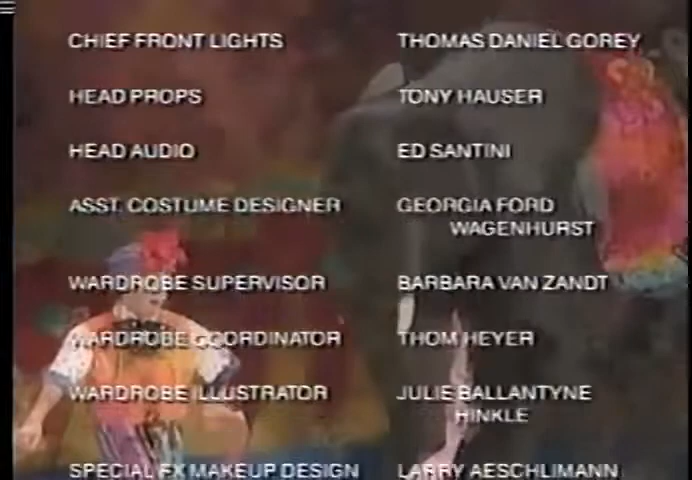 CHIEF FRONT LIGHTS THOMAS DANIEL GOREY
HEAD PROPS TONY HAUSER
HEAD AUDIO ED SANTINI
ASST. COSTUME DESIGNER GEORGIA FORD
WAGENHURST
WARDROBE SUPERVISOR BARBARA VAN ZANDT
WARDROBE COORDINATOR THOM HEYER
WARDROBE ILLUSTRATOR JULIE BALLANTYNE
HINKLE
SPECIAL FX MAKEUP DESIGN LARRY AESCHLIMANN